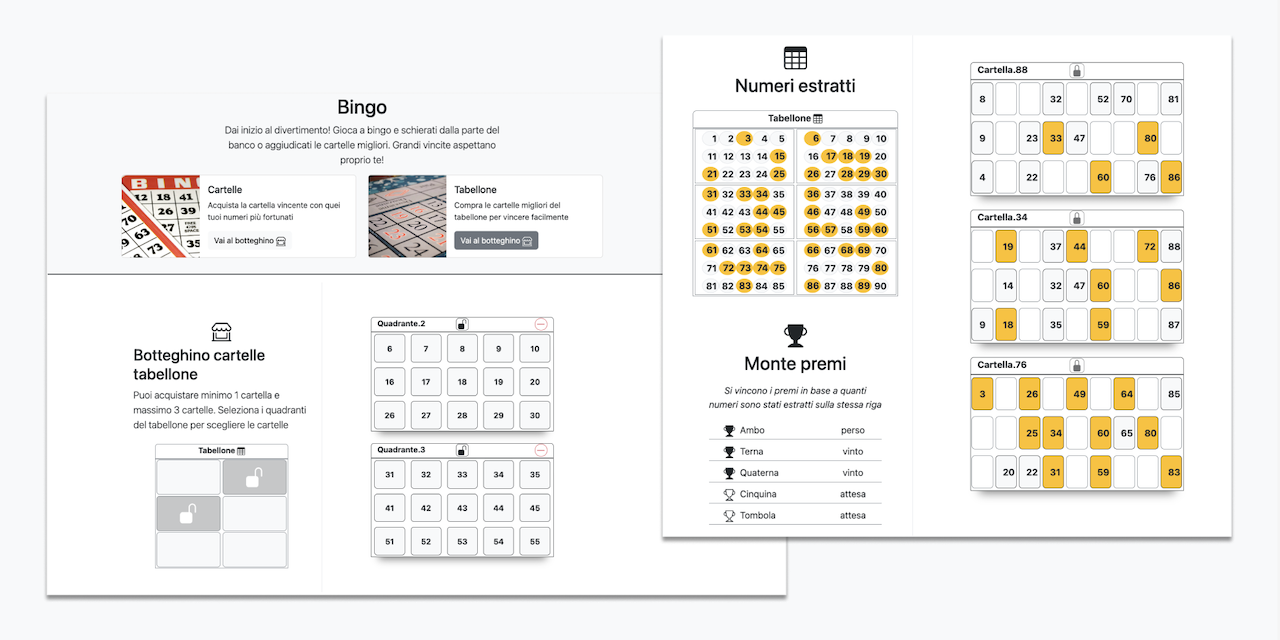 Bingo
Dai inizio al divertimento! Gioca a bingo e schierati dalla parte del
banco o aggiudicati le cartelle migliori. Grandi vincite aspettano
proprio te!
BIN
12 18 41
26 39
67 70 FREE SPACE
73 35
Cartelle
Acquista la cartella vincente con quei
tuoi numeri più fortunati
Vai al botteghino
Tabellone
Compra le cartelle migliori del
tabellone per vincere facilmente
Vai al botteghino
Botteghino cartelle
tabellone
Puoi acquistare minimo 1 cartella e
massimo 3 cartelle. Seleziona i quadranti
del tabellone per scegliere le cartelle
Tabellone
Quadrante.2
6 7 8 9 10
16 17 18 19 20
26 27 28 29 30
Quadrante.3
31 32 33 34 35
41 42 43 44 45
51 52 53 54 55
Numeri estratti
Tabellone
1 2 3 4 5 6 7 8 9 10
11 12 13 14 15 16 17 18 19 20
21 22 23 24 25 26 27 28 29 30
31 32 33 34 35 36 37 38 39 40
41 42 43 44 45 46 47 48 49 50
51 52 53 54 55 56 57 58 59 60
61 62 63 64 65 66 67 68 69 70
71 72 73 74 75 76 77 78 79 80
81 82 83 84 85 86 87 88 89 90
Monte premi
Si vincono i premi in base a quanti
numeri sono stati estratti sulla stessa riga
Ambo perso
Terna vinto
Quaterna vinto
Cinquina attesa
Tombola attesa
Cartella.88
8 32 52 70 81
9 23 33 47 80
4 22 60 76 86
Cartella.34
19 37 44 72 88
14 32 47 60 86
9 18 35 59 87
Cartella.76
3 26 49 64 85
25 34 60 65 80
20 22 31 59 83